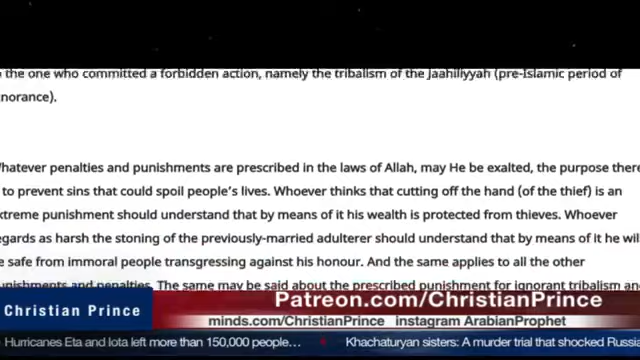 the one who committed a forbidden action, namely the tribalism of the Jaahiliyyah (pre-Islamic period of
norance).
hatever penalties and punishments are prescribed in the laws of Allah, may He be exalted, the purpose there
to prevent sins that could spoil people's lives. Whoever thinks that cutting off the hand (of the thief) is an
xtreme punishment should understand that by means of it his wealth is protected from thieves. Whoever
egards as harsh the stoning of the previously-married adulterer should understand that by means of it he wil
e safe from immoral people transgressing against his honour. And the same applies to all the other
unishments and penalties. The same may be said about the prescribed punishment for ignorant tribalism an
Patreon.com/ChristianPrince
Christian Prince
minds.com/ChristianPrince instagram ArabianProphet
Hurricanes Eta and Iota left more than 150,000 people... Khachaturyan sisters: A murder trial that shocked Russia